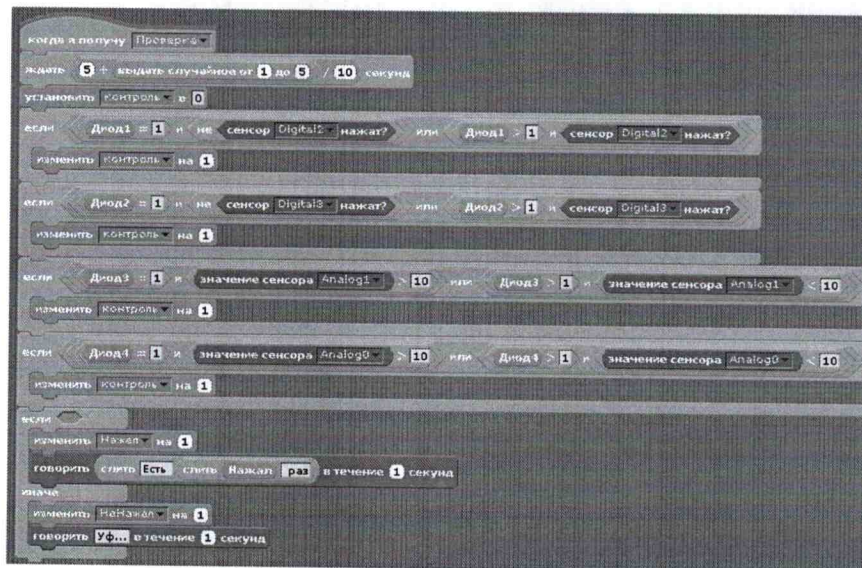 когда я получу Проверка
ждать 5 + выдать случайное от 1 до 5 / 10 секунд
установить контроль в 0
если Диод1 = 1 и не сенсор Digital2 нажат? или Диод1 > 1 и сенсор Digital2 нажат?
изменить контроль на 1
если Диод2 = 1 и не сенсор Digital3 нажат? или Диод2 > 1 и сенсор Digital3 нажат?
изменить контроль на 1
если Диод3 = 1 и значение сенсора Analog1 > 10 или Диод3 > 1 и значение сенсора Analog1 < 10
изменить контроль на 1
если Диод4 = 1 и значение сенсора Analog0 > 10 или Диод4 > 1 и значение сенсора Analog0 < 10
изменить контроль на 1
если
изменить Нажал на 1
говорить слить Есть слить Нажал раз в течение 1 секунд
иначе
изменить НеНажал на 1
говорить Уф... в течение 1 секунд